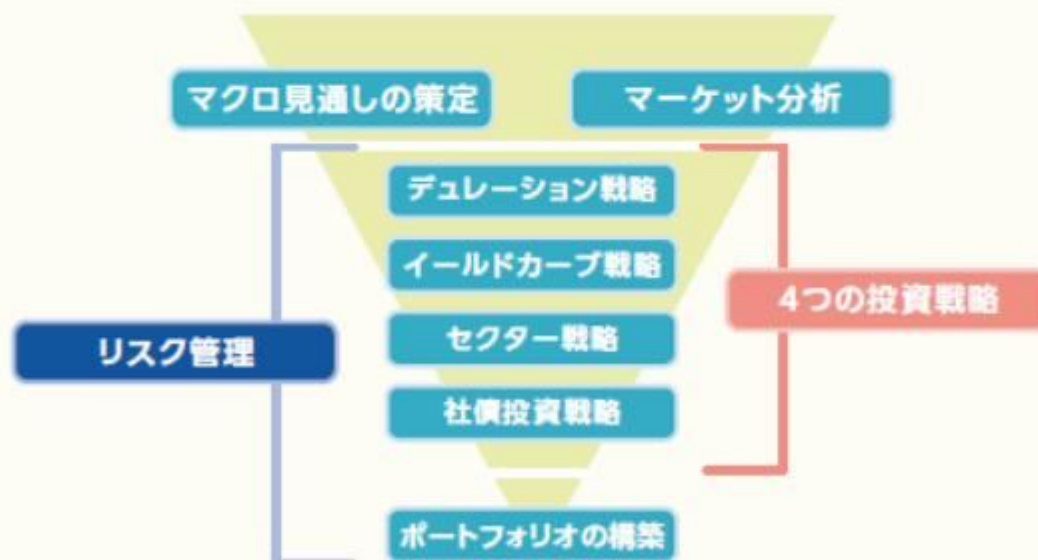 マクロ見通しの策定
マーケット分析
デュレーション戦略
イールドカーブ戦略
4つの投資戦略
セクター戦略
リスク管理
社債投資戦略
ポートフォリオの構築